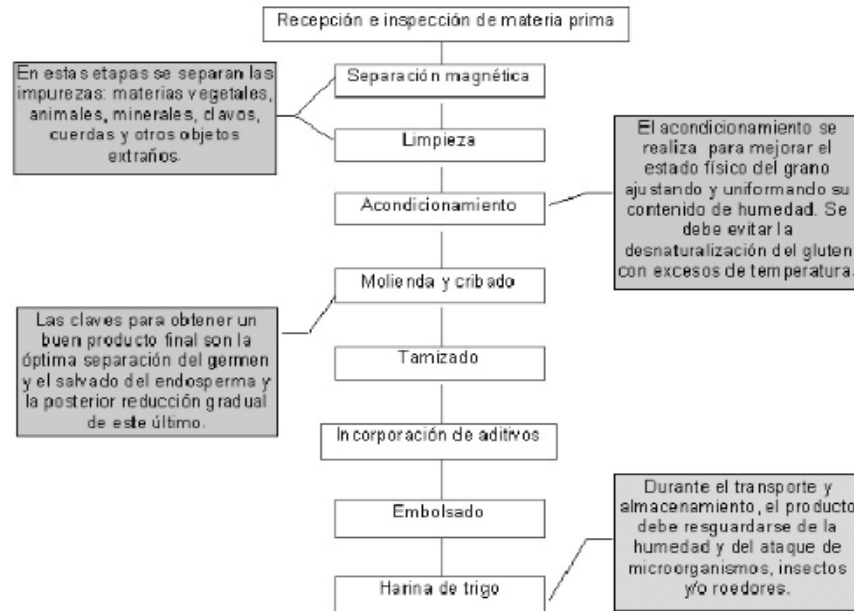 Recepción e inspección de materia prima
En estas etapas se separan las
impurezas: materias vegetales,
animales, minerales, clavos,
cuerdas y otros objetos
extraños.
Separación magnética
Limpieza
El acondicionamiento se
realiza para mejorar el
estado físico del grano
ajustando y uniformando su
contenido de humedad. Se
debe evitar la
desnaturalización del gluten
con excesos de temperatura.
Acondicionamiento
Molienda y cribado
Las claves para obtener un
buen producto final son la
óptima separación del germen
y el salvado del endosperma y
la posterior reducción gradual
de este último.
Tamizado
Incorporación de aditivos
Embolsado
Durante el transporte y
almacenamiento, el producto
debe resguardarse de la
humedad y del ataque de
microorganismos, insectos
y/o roedores.
Harina de trigo